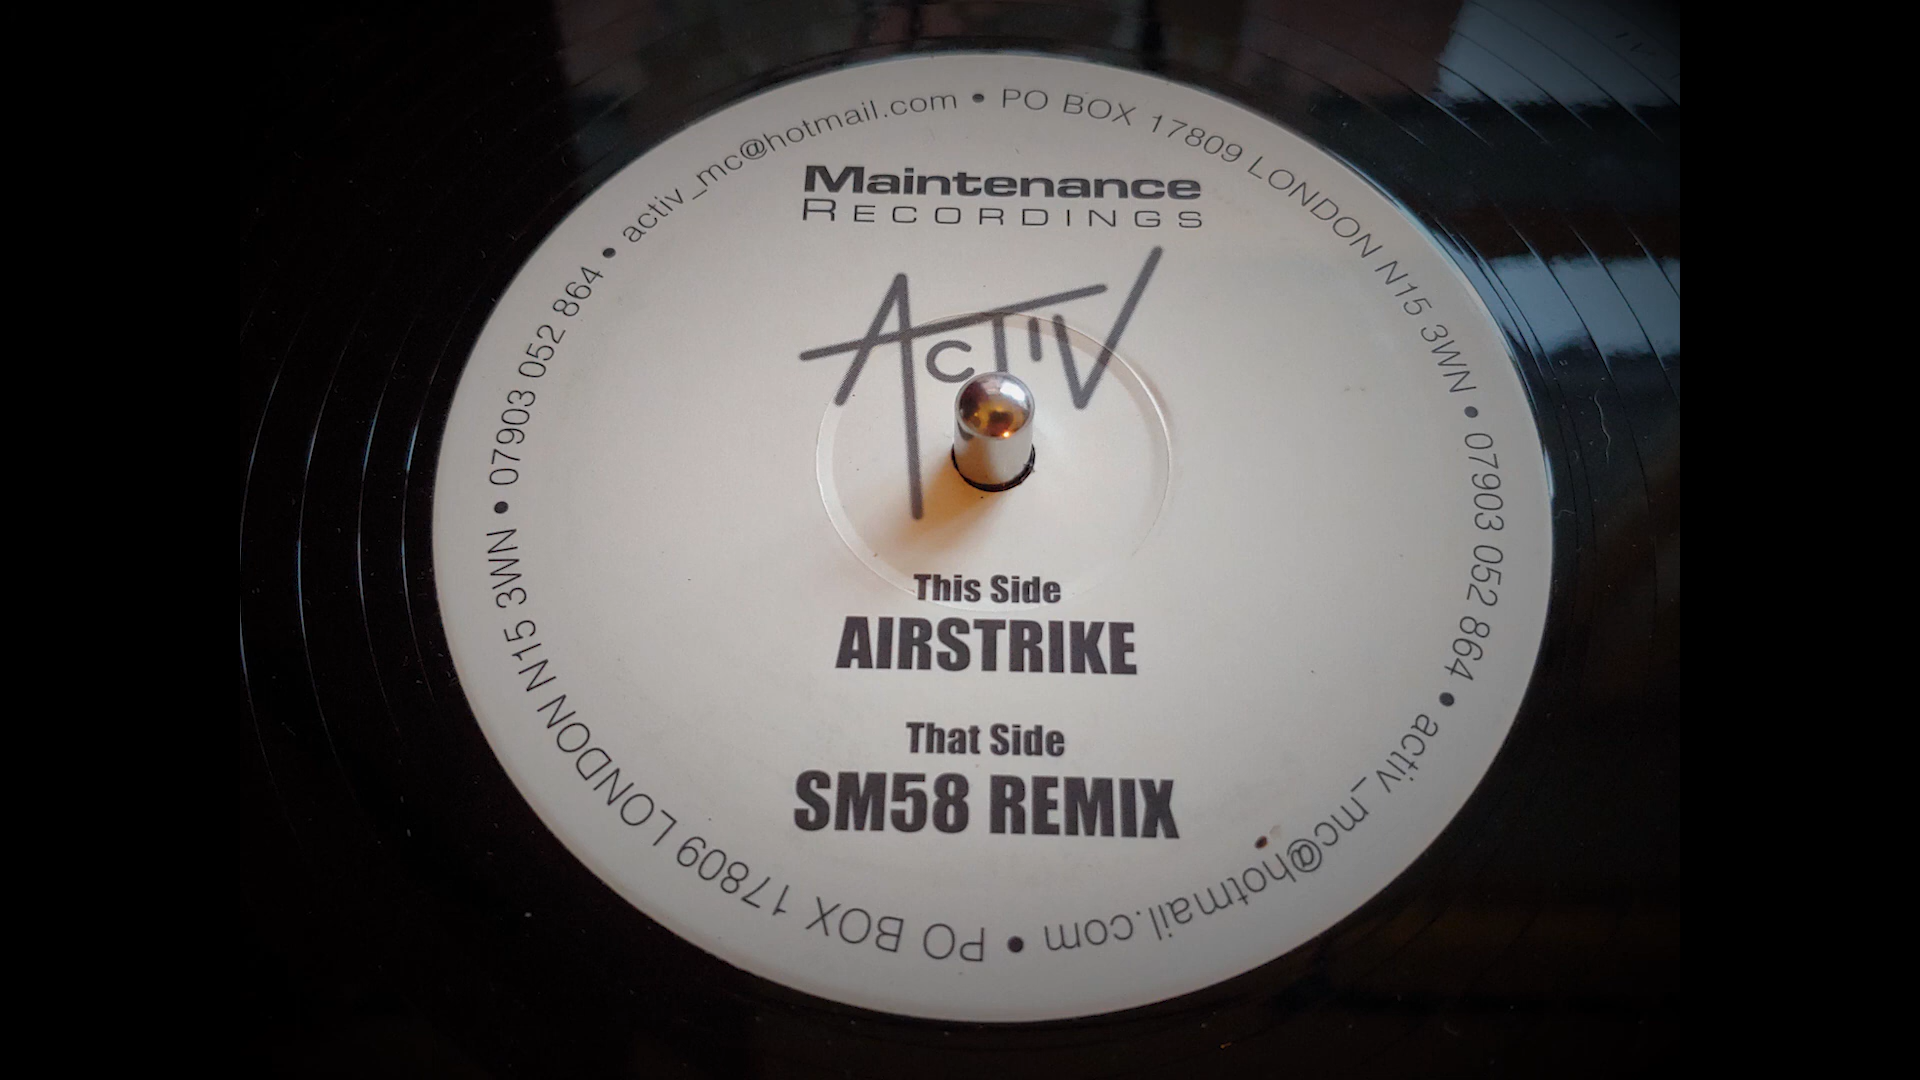 Maintenance
RECORDINGS
ACTIV
This Side
AIRSTRIKE
That Side
SM58 REMIX
activ_mc@hotmail.com • PO BOX 17809 LONDON N15 3WN • 07903 052 864 • activ_mc@hotmail.com • PO BOX 17809 LONDON N15 3WN • 07903 052 864 •